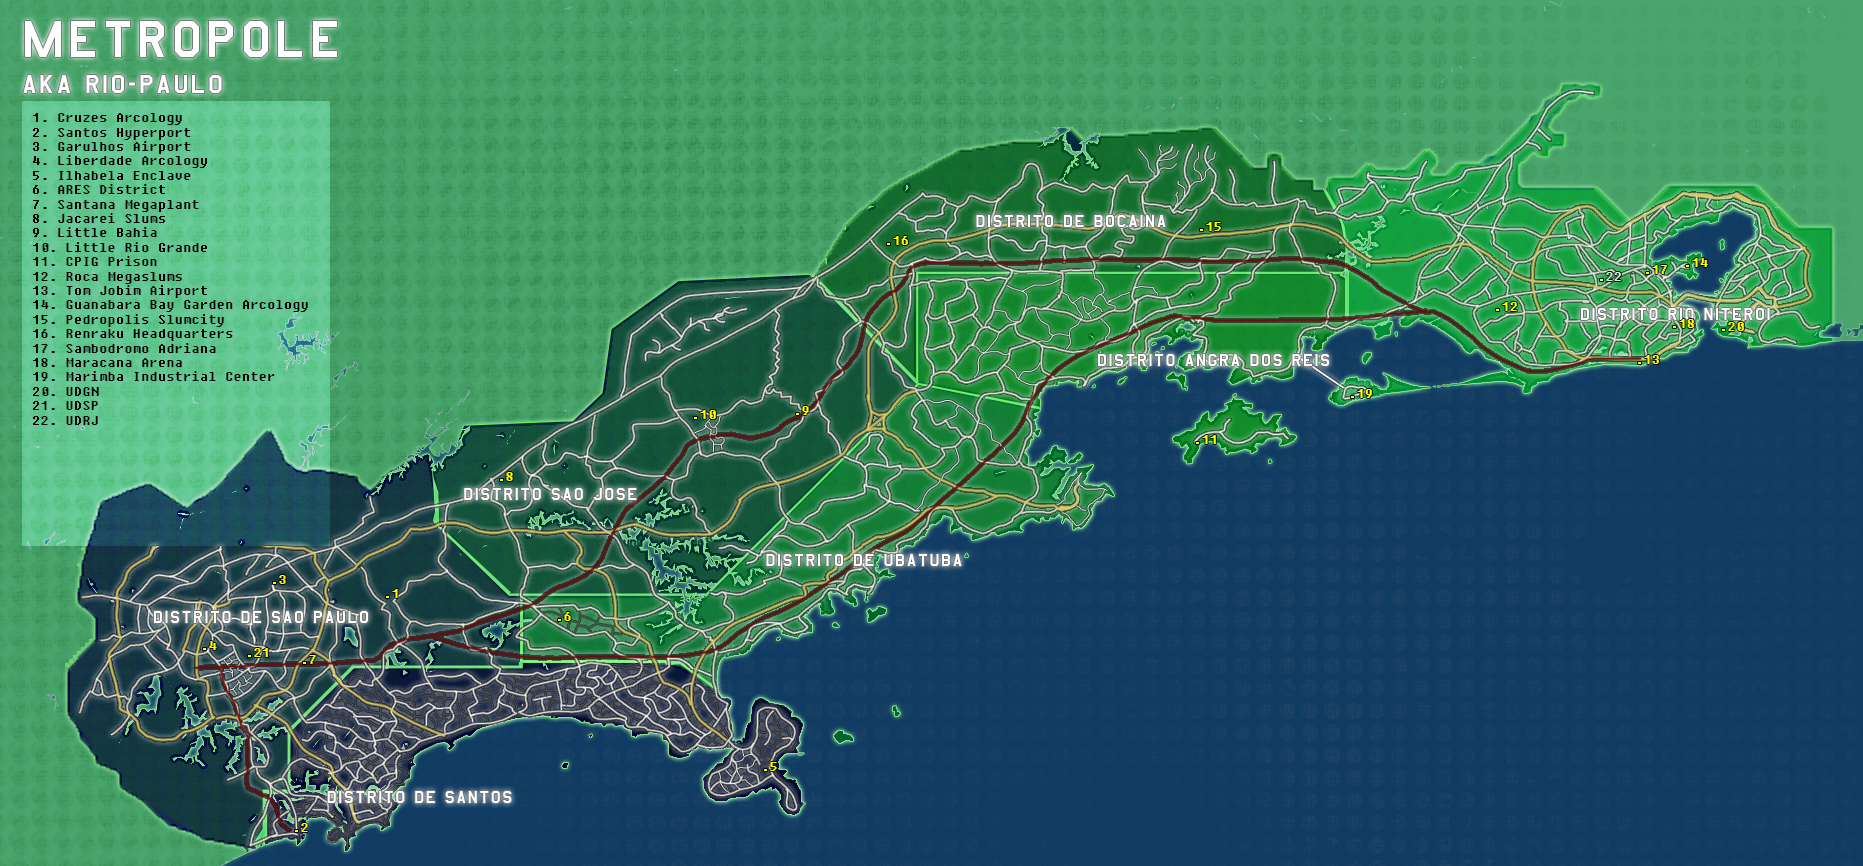 METROPOLE
AKA RIO-PAULO
1. Cruzes Arcology
2. Santos Hyperport
3. Garulhos Airport
4. Liberdade Arcology
5. Ilhabela Enclave
6. ARES District
7. Santana Megaplant
8. Jacarei Slums
9. Little Bahia
10. Little Rio Grande
11. CPIG Prison
12. Roca Megaslums
13. Tom Jobim Airport
14. Guanabara Bay Garden Arcology
15. Pedropolis Slumcity
16. Renraku Headquarters
17. Sambodromo Adriana
18. Maracana Arena
19. Marimba Industrial Center
20. UDGN
21. UDSP
22. UDRJ
DISTRITO DE BOCAINA
.15
.16
.14
.17
.22
.12
DISTRITO RIO NITEROI
.18
.20
DISTRITO ANGRA DOS REIS
.13
.19
.9
.10
.11
.8
DISTRITO SAO JOSE
DISTRITO DE UBATUBA
.3
.1
.6
DISTRITO DE SAO PAULO
.4
.21
.7
.5
DISTRITO DE SANTOS
.2